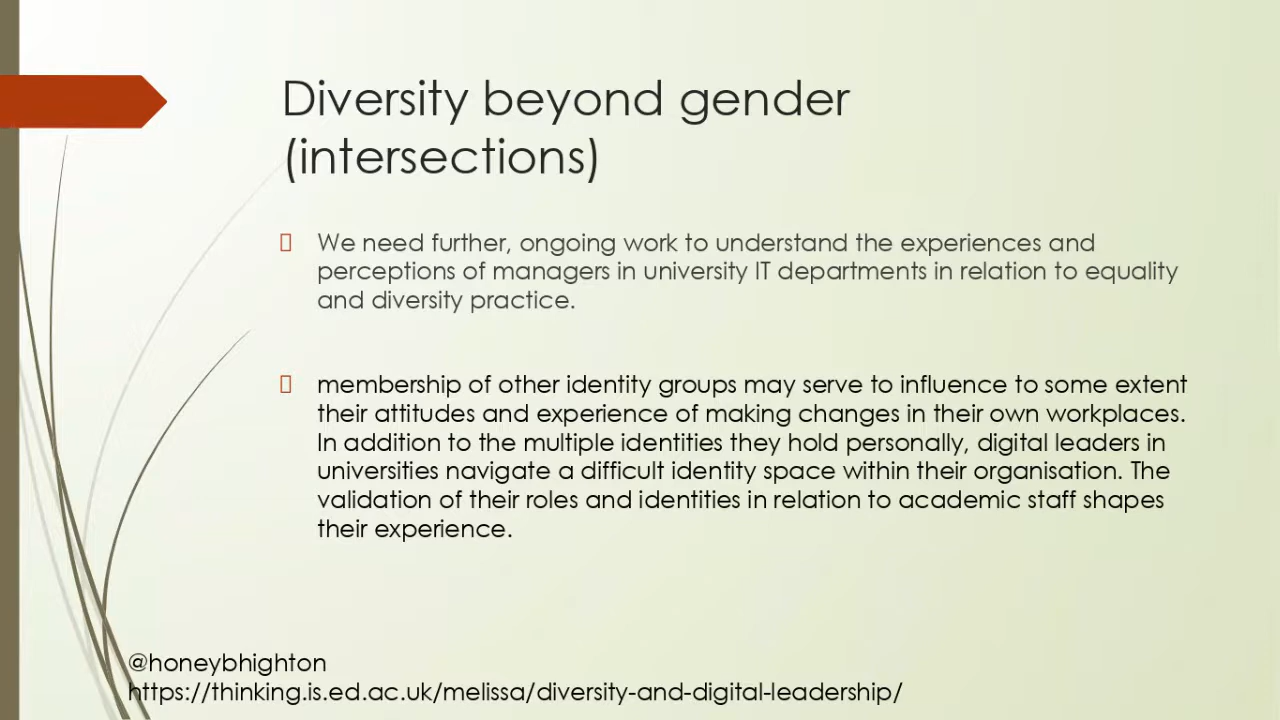 Diversity beyond gender
(intersections)
We need further, ongoing work to understand the experiences and
perceptions of managers in university IT departments in relation to equality
and diversity practice.
membership of other identity groups may serve to influence to some extent
their attitudes and experience of making changes in their own workplaces.
In addition to the multiple identities they hold personally, digital leaders in
universities navigate a difficult identity space within their organisation. The
validation of their roles and identities in relation to academic staff shapes
their experience.
@honeybhighton
https://thinking.is.ed.ac.uk/melissa/diversity-and-digital-leadership/